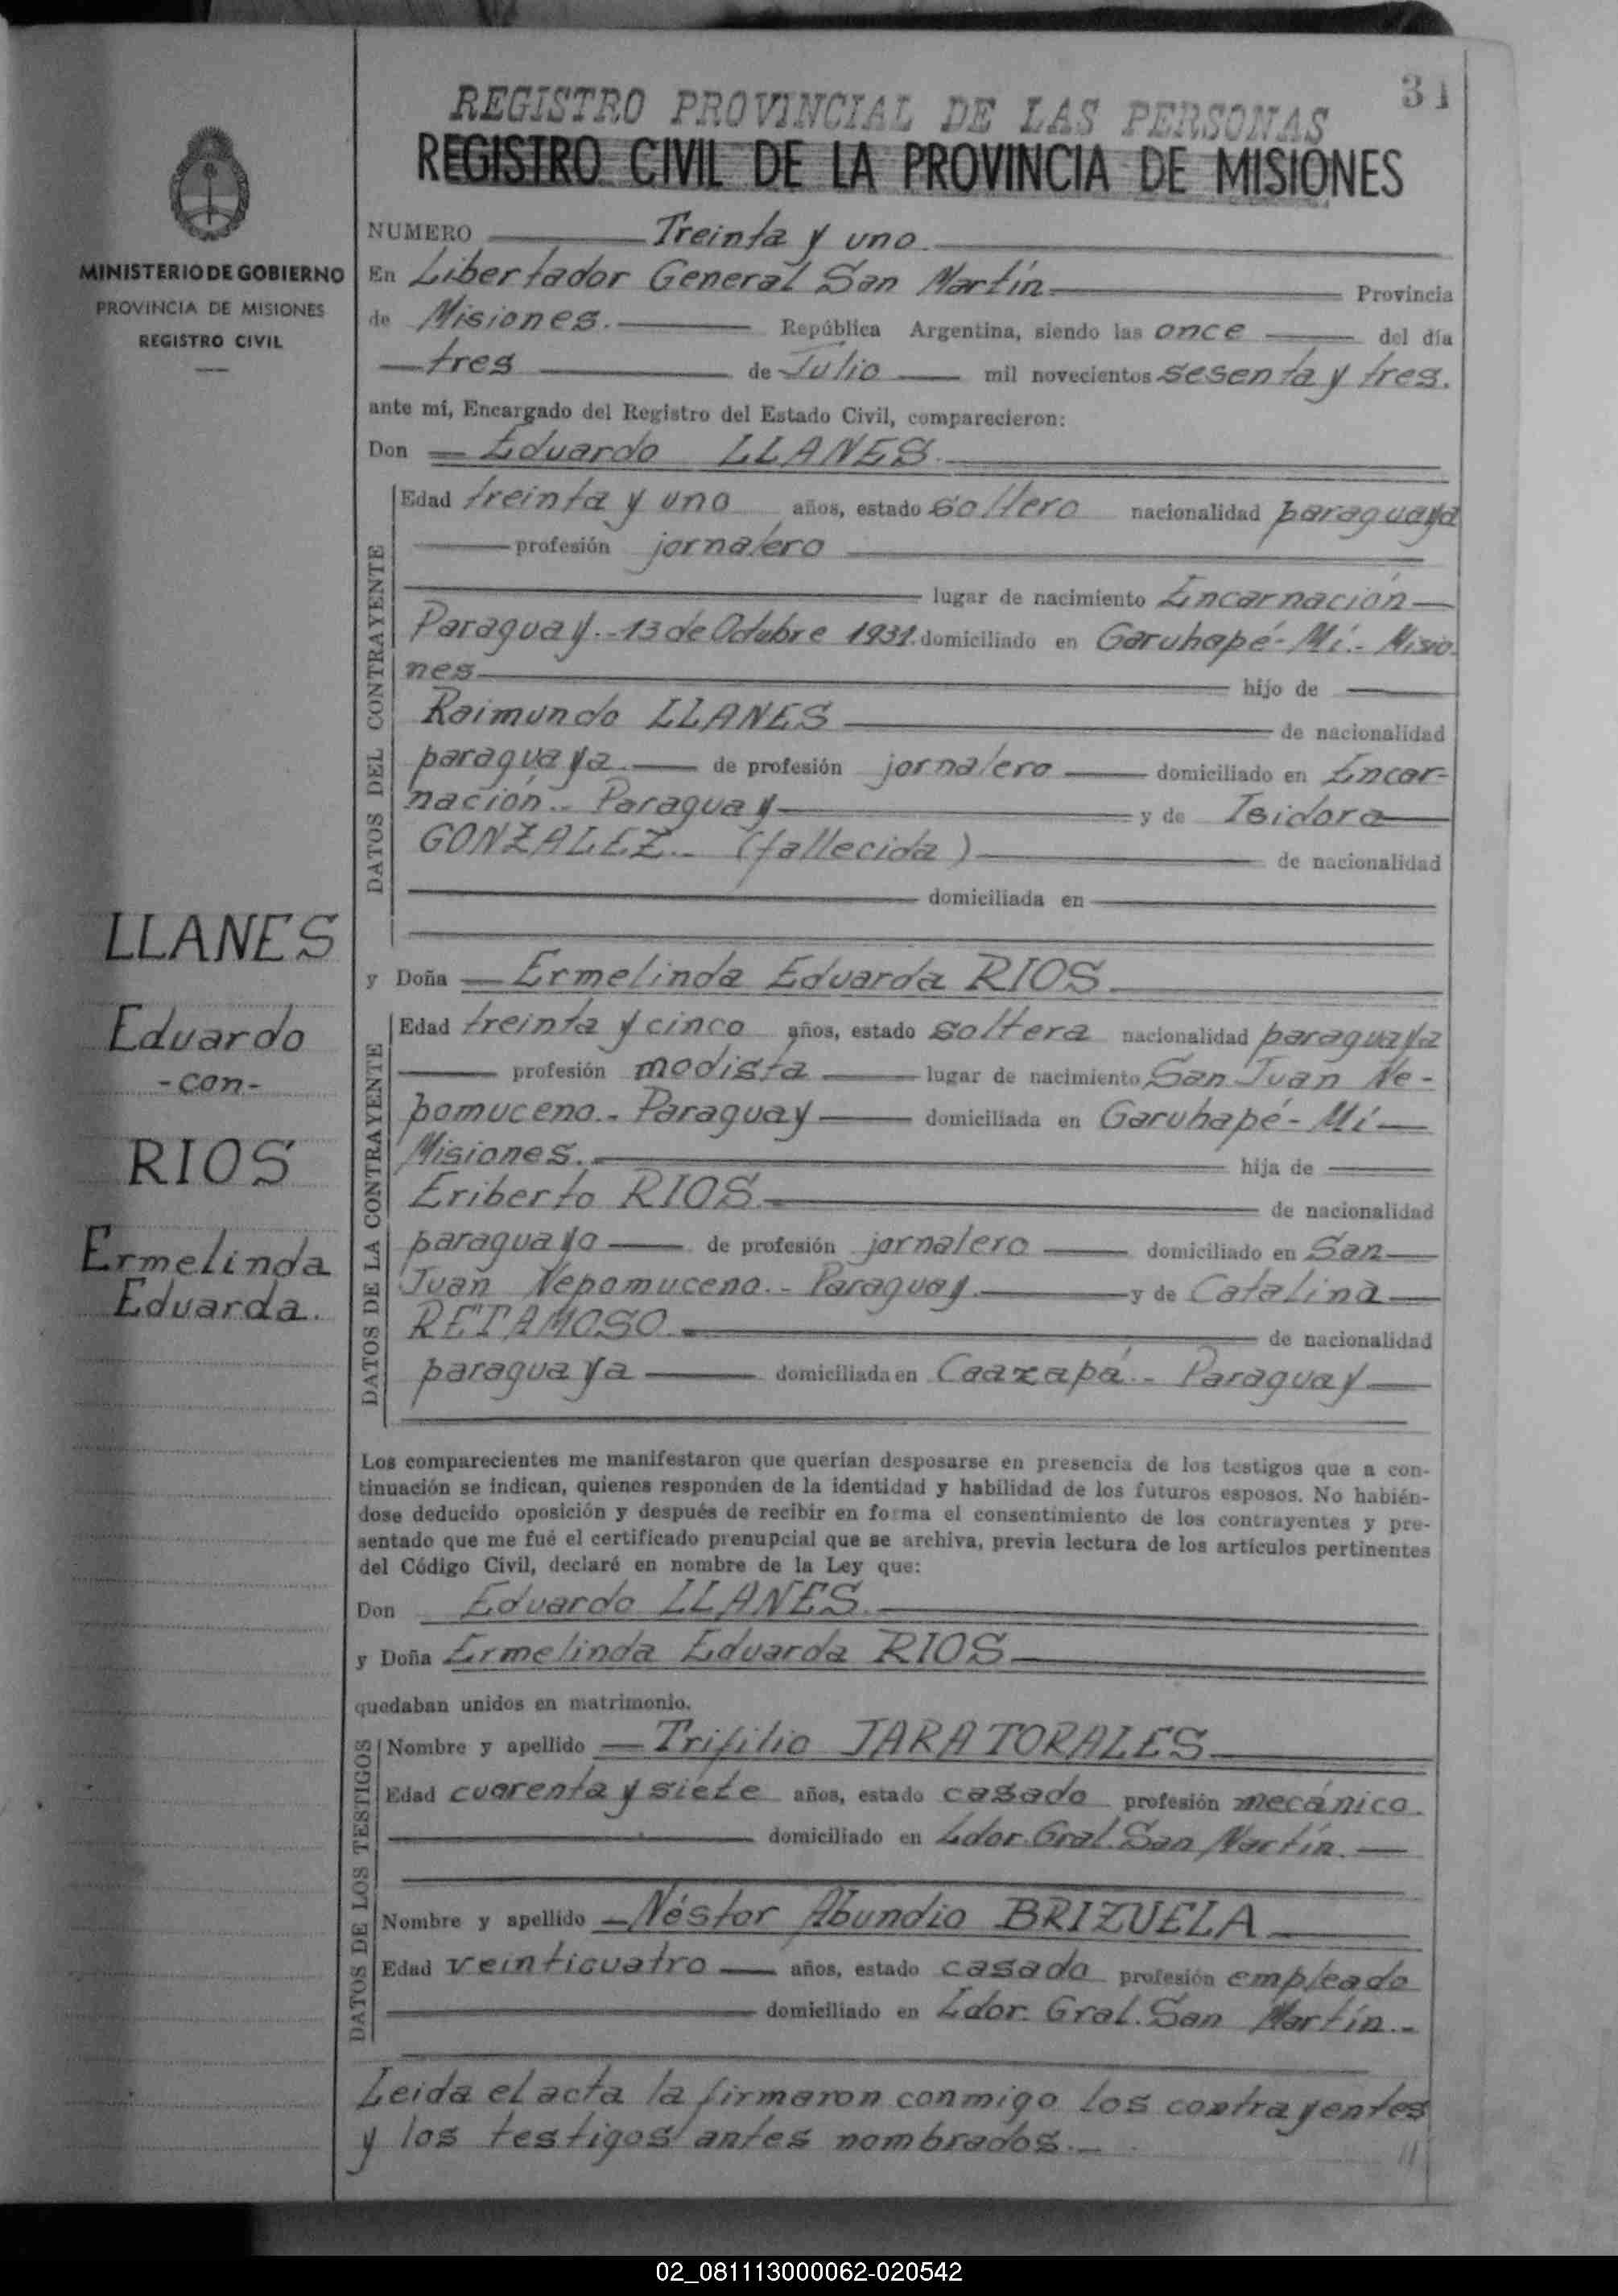 31
REGISTRO PROVINCIAL DE LAS PERSONAS
REGISTRO CIVIL DE LA PROVINCIA DE MISIONES
MINISTERIO DE GOBIERNO
PROVINCIA DE MISIONES
REGISTRO CIVIL
NUMERO Treinta y uno
En Libertador General San Martín Provincia
de Misiones. República Argentina, siendo las once del día
tres de Julio mil novecientos sesenta y tres.
ante mí, Encargado del Registro del Estado Civil, comparecieron:
Don Eduardo LLANES.
DATOS DEL CONTRAYENTE
Edad treinta y uno años, estado soltero nacionalidad paraguaya
profesión jornalero
lugar de nacimiento Encarnación
Paraguay.-13 de Octubre 1931. domiciliado en Garuhapé-Mí.- Misio-
nes hijo de
Raimundo LLANES de nacionalidad
paraguaya. de profesión jornalero domiciliado en Encar-
nación.- Paraguay y de Isidora
GONZALEZ.- (fallecida) de nacionalidad
domiciliada en
y Doña Ermelinda Eduarda RIOS
DATOS DE LA CONTRAYENTE
Edad treinta y cinco años, estado soltera nacionalidad paraguaya
profesión modista lugar de nacimiento San Juan Ne-
pomuceno.- Paraguay domiciliada en Garuhapé-Mí
Misiones. hija de
Eriberto RIOS. de nacionalidad
paraguayo de profesión jornalero domiciliado en San
Juan Nepomuceno.- Paraguay. y de Catalina
RETAMOSO de nacionalidad
paraguaya domiciliada en Caazapá.- Paraguay
LLANES
Eduardo
-con-
RIOS
Ermelinda
Eduarda.
Los comparecientes me manifestaron que querían desposarse en presencia de los testigos que a con-
tinuación se indican, quienes responden de la identidad y habilidad de los futuros esposos. No habién-
dose deducido oposición y después de recibir en forma el consentimiento de los contrayentes y pre-
sentado que me fué el certificado prenupcial que se archiva, previa lectura de los artículos pertinentes
del Código Civil, declaré en nombre de la Ley que:
Don Eduardo LLANES.
y Doña Ermelinda Eduarda RIOS
quedaban unidos en matrimonio.
DATOS DE LOS TESTIGOS
Nombre y apellido Trifilio JARA TORALES
Edad cuarenta y siete años, estado casado profesión mecánico.
domiciliado en Ldor. Gral. San Martín.
Nombre y apellido Néstor Abundio BRIZUELA
Edad veinticuatro años, estado casado profesión empleado
domiciliado en Ldor. Gral. San Martín.-
Leida el acta la firmaron conmigo los contrayentes
y los testigos antes nombrados.-
02_081113000062-020542